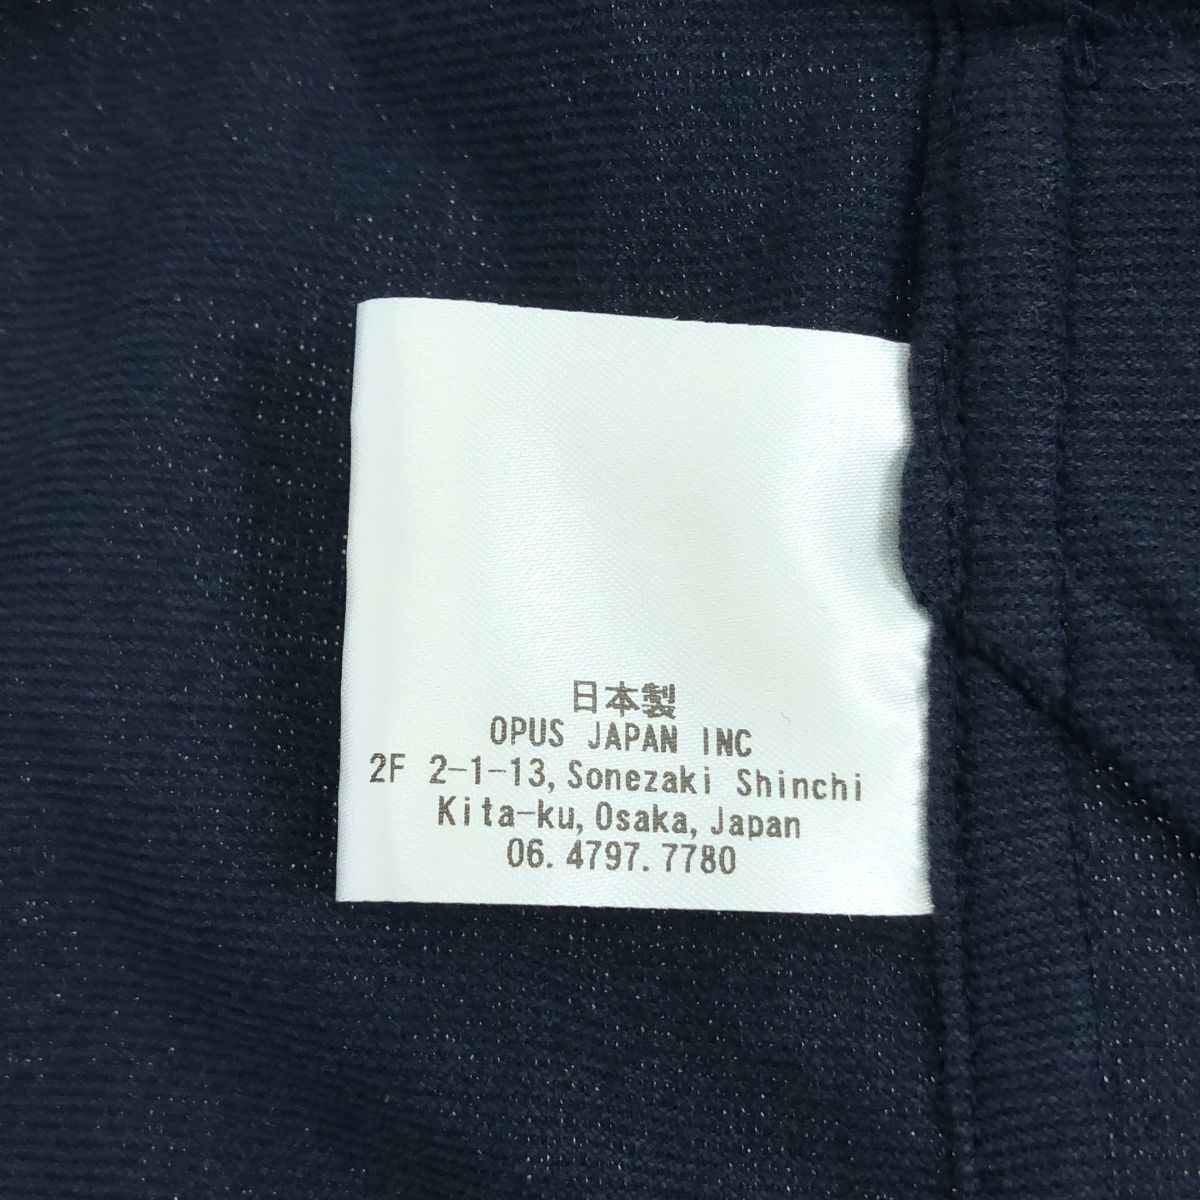 日本製
OPUS JAPAN INC
2F 2-1-13, Sonezaki Shinchi
Kita-ku, Osaka, Japan
06. 4797. 7780